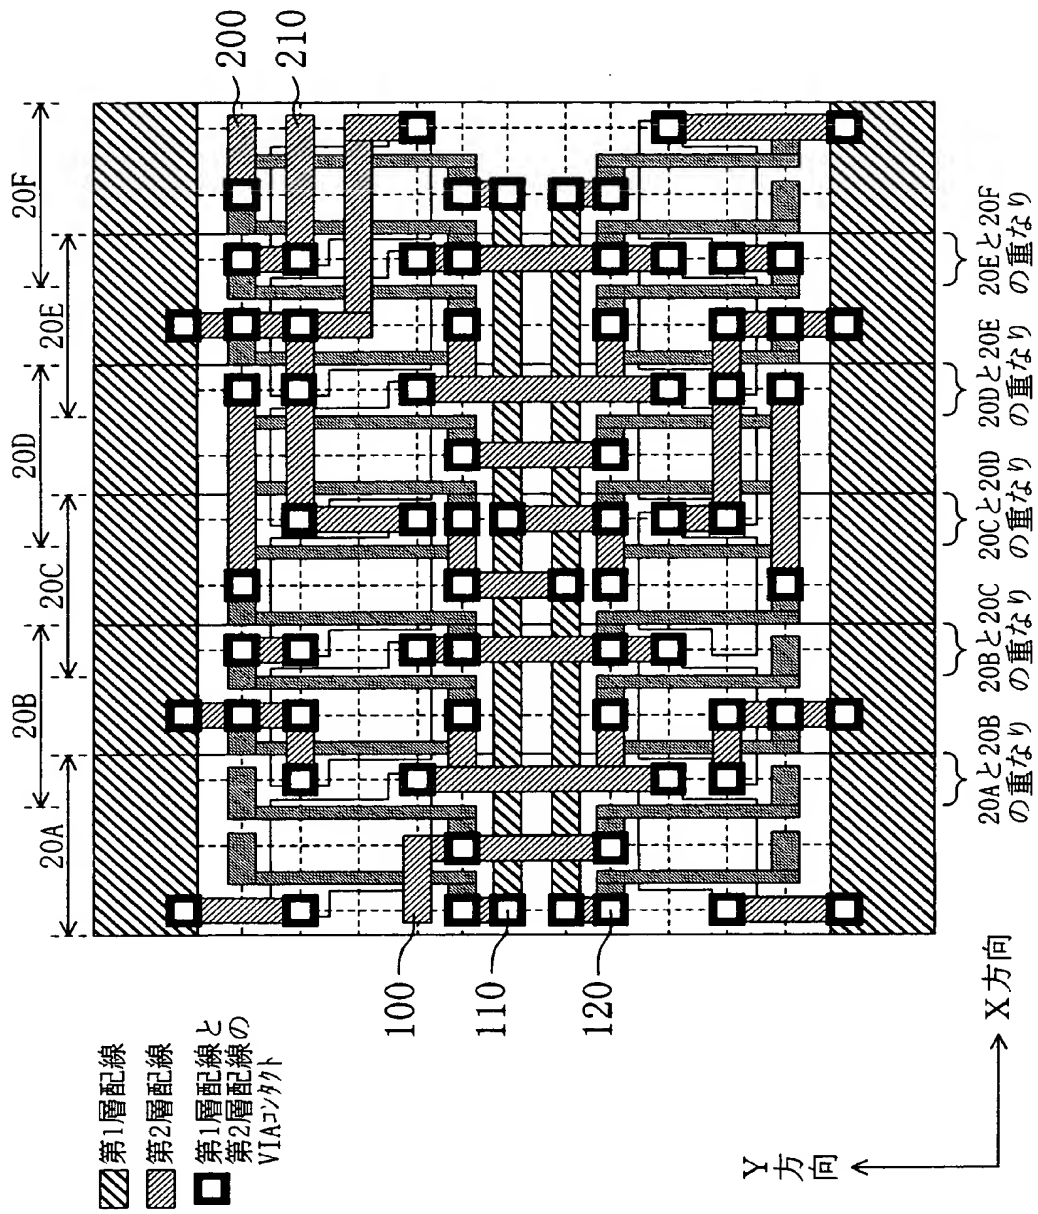 200
210
20F
20E
20D
20C
20B
20A
20Eと20F
の重なり
20Dと20E
の重なり
20Cと20D
の重なり
20Bと20C
の重なり
20Aと20B
の重なり
100
110
120
第1層配線
第2層配線
第1層配線と
第2層配線の
VIAコンタクト
X方向
Y方向